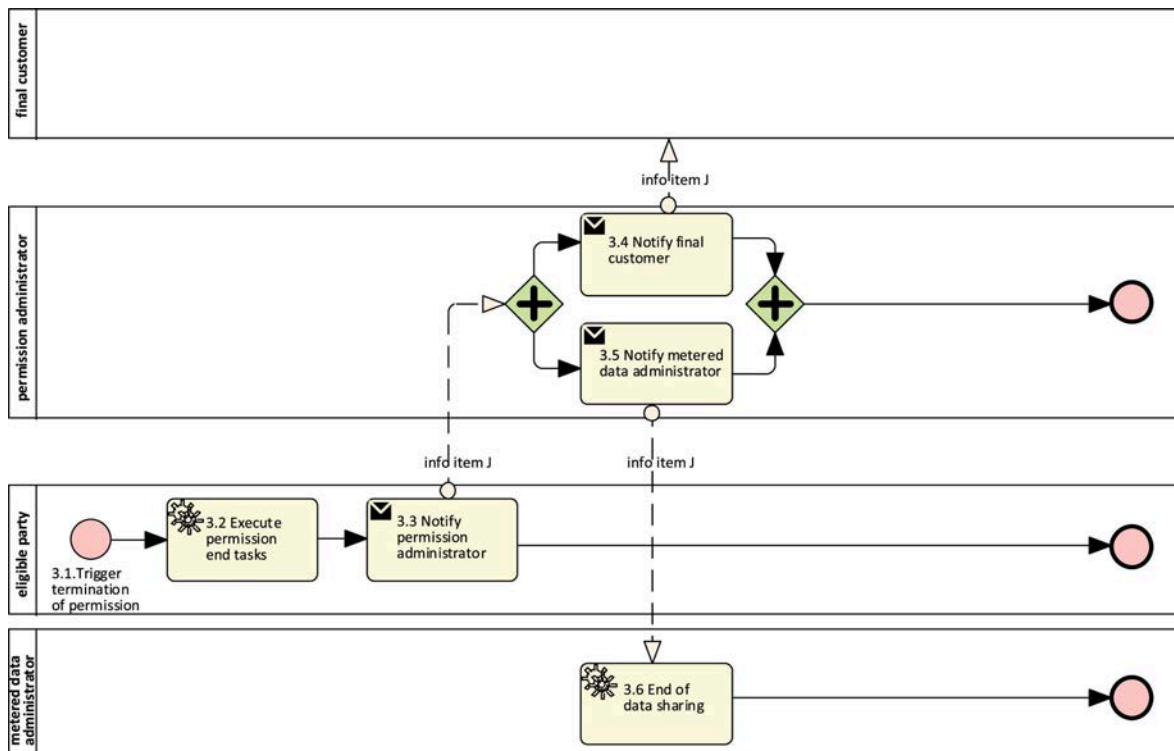 final customer
info item J
permission administrator
3.4 Notify final
customer
3.5 Notify metered
data administrator
info item J
info item J
eligible party
3.1.Trigger
termination
of permission
3.2 Execute
permission
end tasks
3.3 Notify
permission
administrator
metered data
administrator
3.6 End of
data sharing